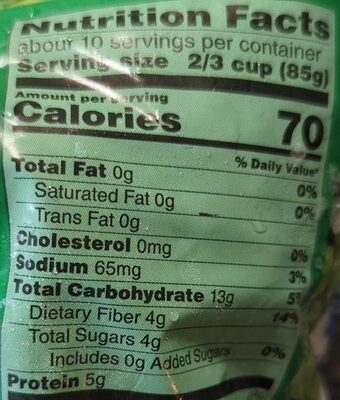 Nutrition Facts
about 10 servings per container
Serving size 2/3 cup (85g)
Amount per serving
Calories 70
% Daily Value*
Total Fat 0g 0%
Saturated Fat 0g 0%
Trans Fat 0g
Cholesterol 0mg 0%
Sodium 65mg 3%
Total Carbohydrate 13g 5%
Dietary Fiber 4g 14%
Total Sugars 4g
Includes 0g Added Sugars 0%
Protein 5g
0%